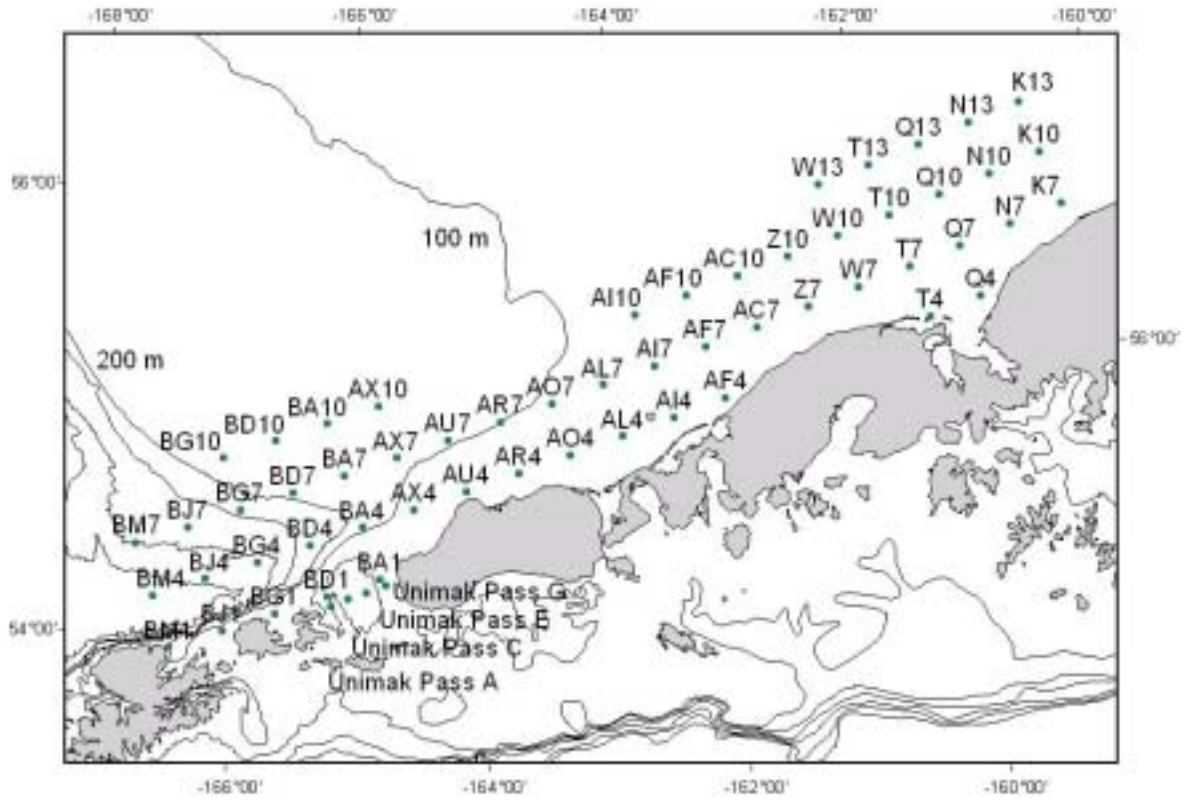 -168°00' -166°00' -164°00' -162°00' -160°00'
K13
N13
Q13 K10
T13 N10
W13 Q10 K7
56°00' T10 N7
W10 Q7
100 m Z10 T7
AC10 W7 Q4
AF10 Z7 T4
AI10 AC7
AF7 56°00'
200 m AI7
AL7 AF4
AX10 AO7 AI4
BA10 AR7 AL4
BD10 AU7 AO4
BG10 AX7 AR4
BA7 AU4
BD7 AX4
BG7 BA4
BJ7 BD4
BM7 BG4
BJ4 BA1
BM4 BD1 Unimak Pass G
BG1
BJ1 Unimak Pass E
54°00' BM1
Unimak Pass C
Unimak Pass A
-166°00' -164°00' -162°00' -160°00'